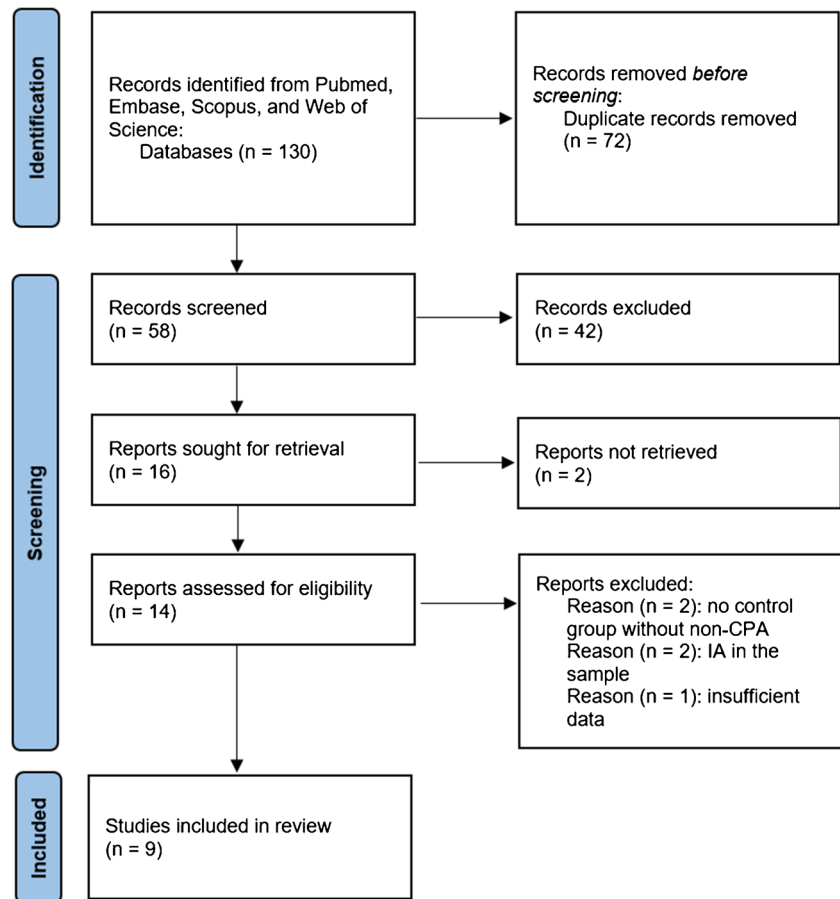 Identification
Records identified from Pubmed,
Embase, Scopus, and Web of
Science:
Databases (n = 130)
Records removed before
screening:
Duplicate records removed
(n = 72)
Screening
Records screened
(n = 58)
Records excluded
(n = 42)
Reports sought for retrieval
(n = 16)
Reports not retrieved
(n = 2)
Reports assessed for eligibility
(n = 14)
Reports excluded:
Reason (n = 2): no control
group without non-CPA
Reason (n = 2): IA in the
sample
Reason (n = 1): insufficient
data
Included
Studies included in review
(n = 9)